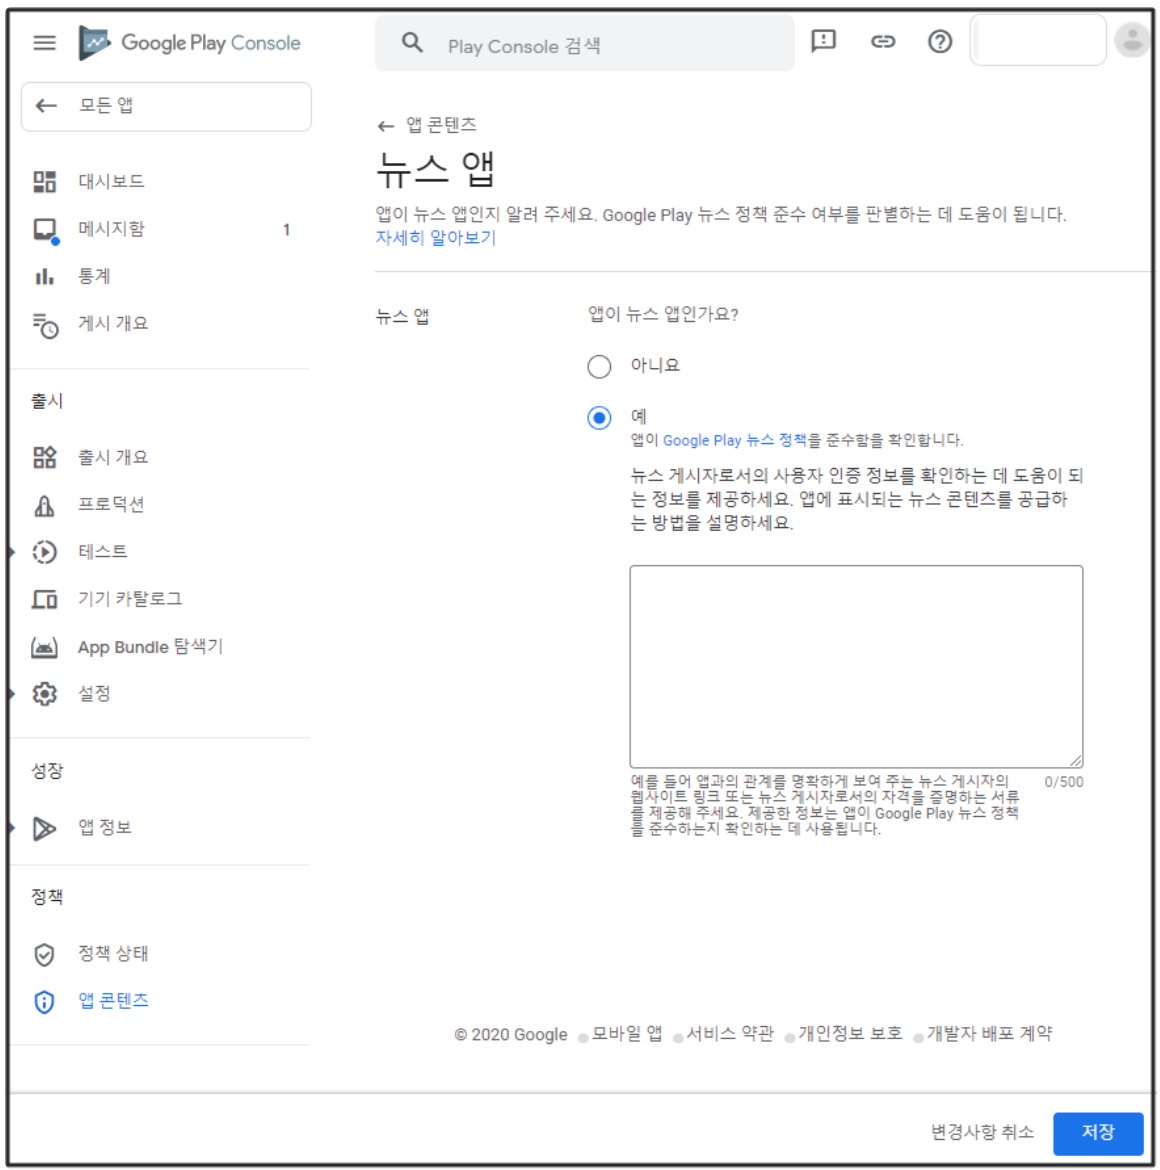 Google Play Console
Play Console 검색
모든 앱
대시보드
메시지함 1
통계
게시 개요
출시
출시 개요
프로덕션
테스트
기기 카탈로그
App Bundle 탐색기
설정
성장
앱 정보
정책
정책 상태
앱 콘텐츠
앱 콘텐츠
뉴스 앱
앱이 뉴스 앱인지 알려 주세요. Google Play 뉴스 정책 준수 여부를 판별하는 데 도움이 됩니다.
자세히 알아보기
뉴스 앱
앱이 뉴스 앱인가요?
아니요
예
앱이 Google Play 뉴스 정책을 준수함을 확인합니다.
뉴스 게시자로서의 사용자 인증 정보를 확인하는 데 도움이 되
는 정보를 제공하세요. 앱에 표시되는 뉴스 콘텐츠를 공급하
는 방법을 설명하세요.
예를 들어 앱과의 관계를 명확하게 보여 주는 뉴스 게시자의 0/500
웹사이트 링크 또는 뉴스 게시자로서의 자격을 증명하는 서류
를 제공해 주세요. 제공한 정보는 앱이 Google Play 뉴스 정책
을 준수하는지 확인하는 데 사용됩니다.
© 2020 Google 모바일 앱 서비스 약관 개인정보 보호 개발자 배포 계약
변경사항 취소 저장